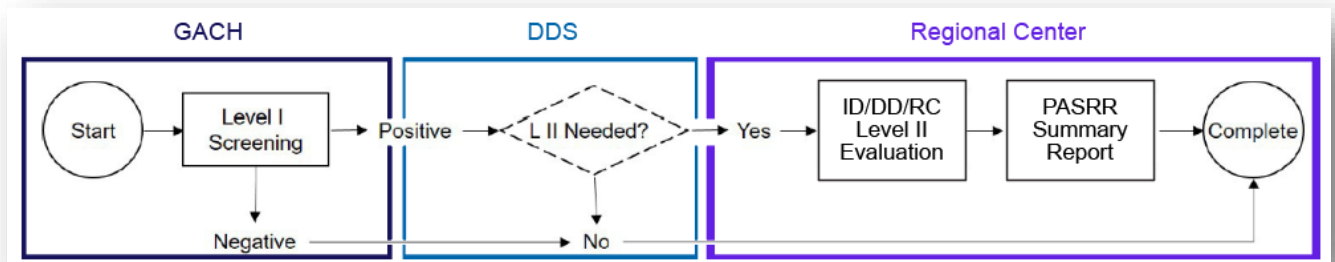 GACH
DDS
Regional Center
Start
Level I
Screening
Positive
L II Needed?
Yes
ID/DD/RC
Level II
Evaluation
PASRR
Summary
Report
Complete
Negative
No